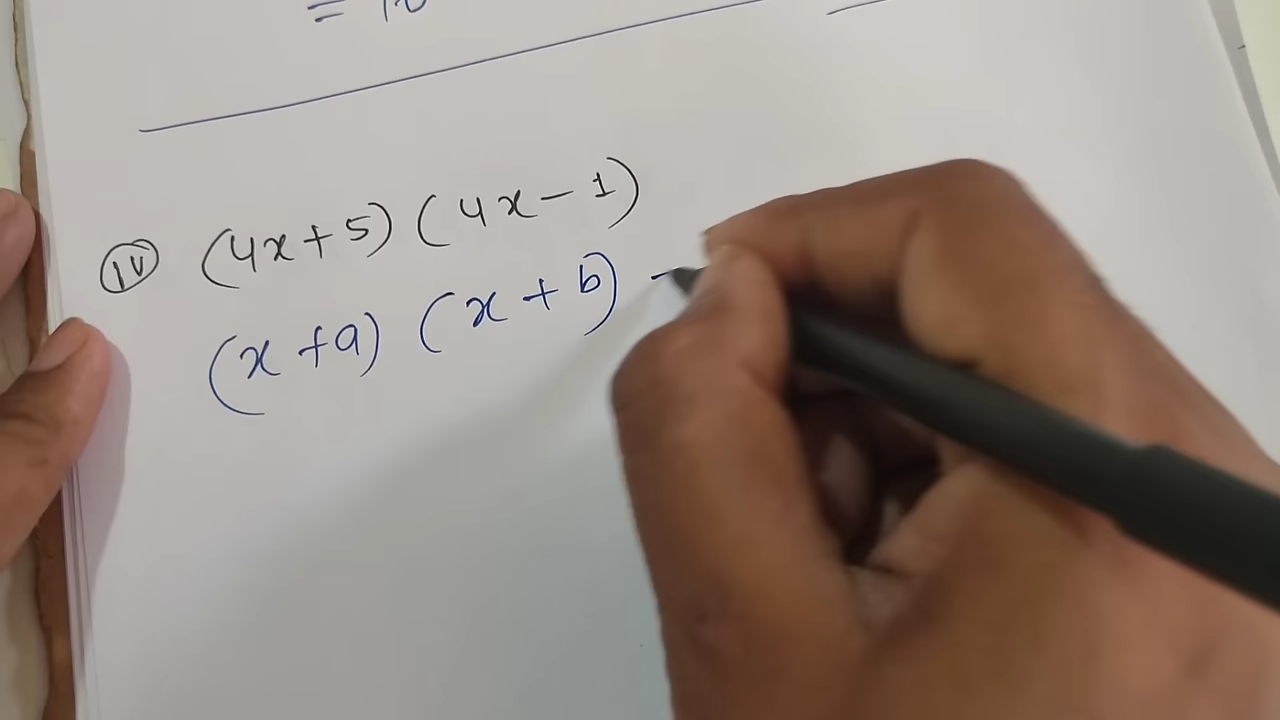 =
(iv) (4x+5) (4x-1)
(x+a) (x+b) -